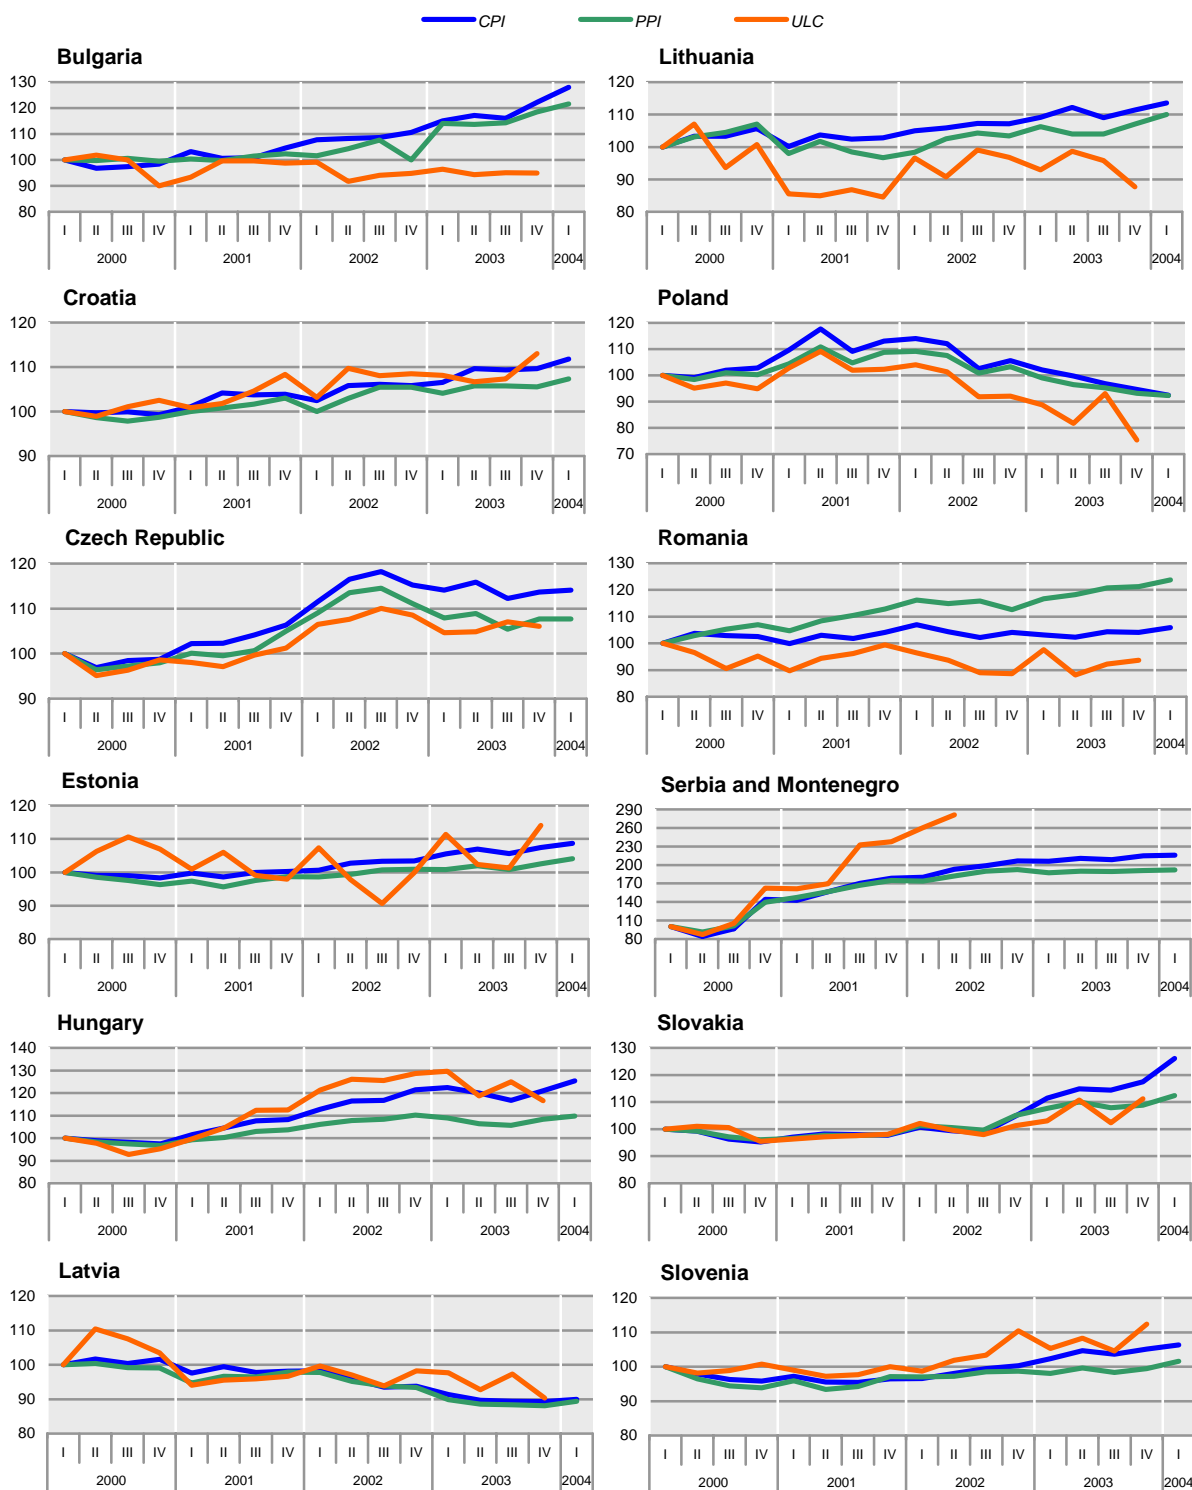 CPI PPI ULC
Bulgaria
130
120
110
100
90
80
I II III IV I II III IV I II III IV I II III IV I
2000 2001 2002 2003 2004
Lithuania
120
110
100
90
80
I II III IV I II III IV I II III IV I II III IV I
2000 2001 2002 2003 2004
Croatia
120
110
100
90
I II III IV I II III IV I II III IV I II III IV I
2000 2001 2002 2003 2004
Poland
120
110
100
90
80
70
I II III IV I II III IV I II III IV I II III IV I
2000 2001 2002 2003 2004
Czech Republic
120
110
100
90
I II III IV I II III IV I II III IV I II III IV I
2000 2001 2002 2003 2004
Romania
130
120
110
100
90
80
I II III IV I II III IV I II III IV I II III IV I
2000 2001 2002 2003 2004
Estonia
120
110
100
90
80
I II III IV I II III IV I II III IV I II III IV I
2000 2001 2002 2003 2004
Serbia and Montenegro
290
260
230
200
170
140
110
80
I II III IV I II III IV I II III IV I II III IV I
2000 2001 2002 2003 2004
Hungary
140
130
120
110
100
90
80
I II III IV I II III IV I II III IV I II III IV I
2000 2001 2002 2003 2004
Slovakia
130
120
110
100
90
80
I II III IV I II III IV I II III IV I II III IV I
2000 2001 2002 2003 2004
Latvia
120
110
100
90
80
I II III IV I II III IV I II III IV I II III IV I
2000 2001 2002 2003 2004
Slovenia
120
110
100
90
80
I II III IV I II III IV I II III IV I II III IV I
2000 2001 2002 2003 2004